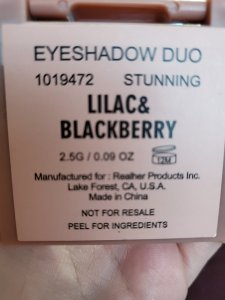 EYESHADOW DUO
1019472 STUNNING
LILAC&
BLACKBERRY
2.5G / 0.09 OZ 12M
Manufactured for : Realher Products Inc.
Lake Forest, CA, U.S.A.
Made in China
NOT FOR RESALE
PEEL FOR INGREDIENTS